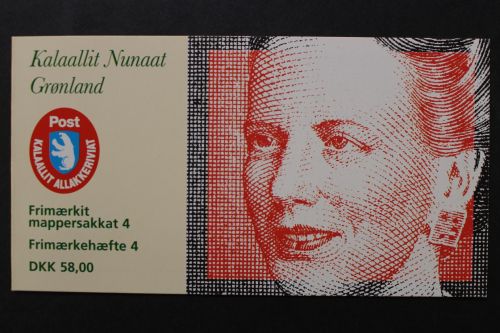 Kalaallit Nunaat
Grønland
Post
KALAALLIT ALLAKKERIVIAT
Frimærkit
mappersakkat 4
Frimærkehæfte 4
DKK 58,00